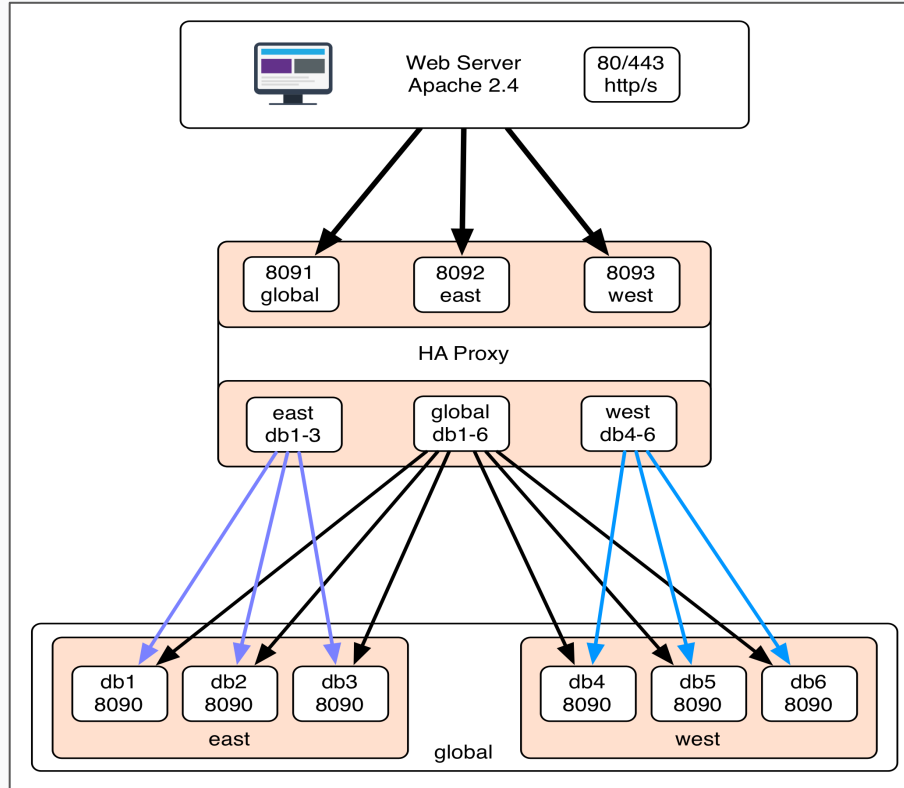 Web Server
Apache 2.4
80/443
http/s
8091
global
8092
east
8093
west
HA Proxy
east
db1-3
global
db1-6
west
db4-6
db1
8090
db2
8090
db3
8090
db4
8090
db5
8090
db6
8090
east
west
global